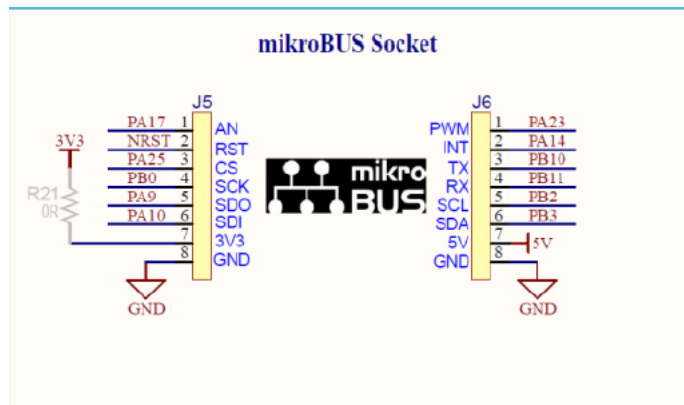 mikroBUS Socket
J5
PA17 1 AN
NRST 2 RST
PA25 3 CS
PB0 4 SCK
PA9 5 SDO
PA10 6 SDI
7 3V3
8 GND
3V3
R21
0R
GND
mikro
BUS
J6
PWM 1 PA23
INT 2 PA14
TX 3 PB10
RX 4 PB11
SCL 5 PB2
SDA 6 PB3
5V 7 5V
GND 8
GND